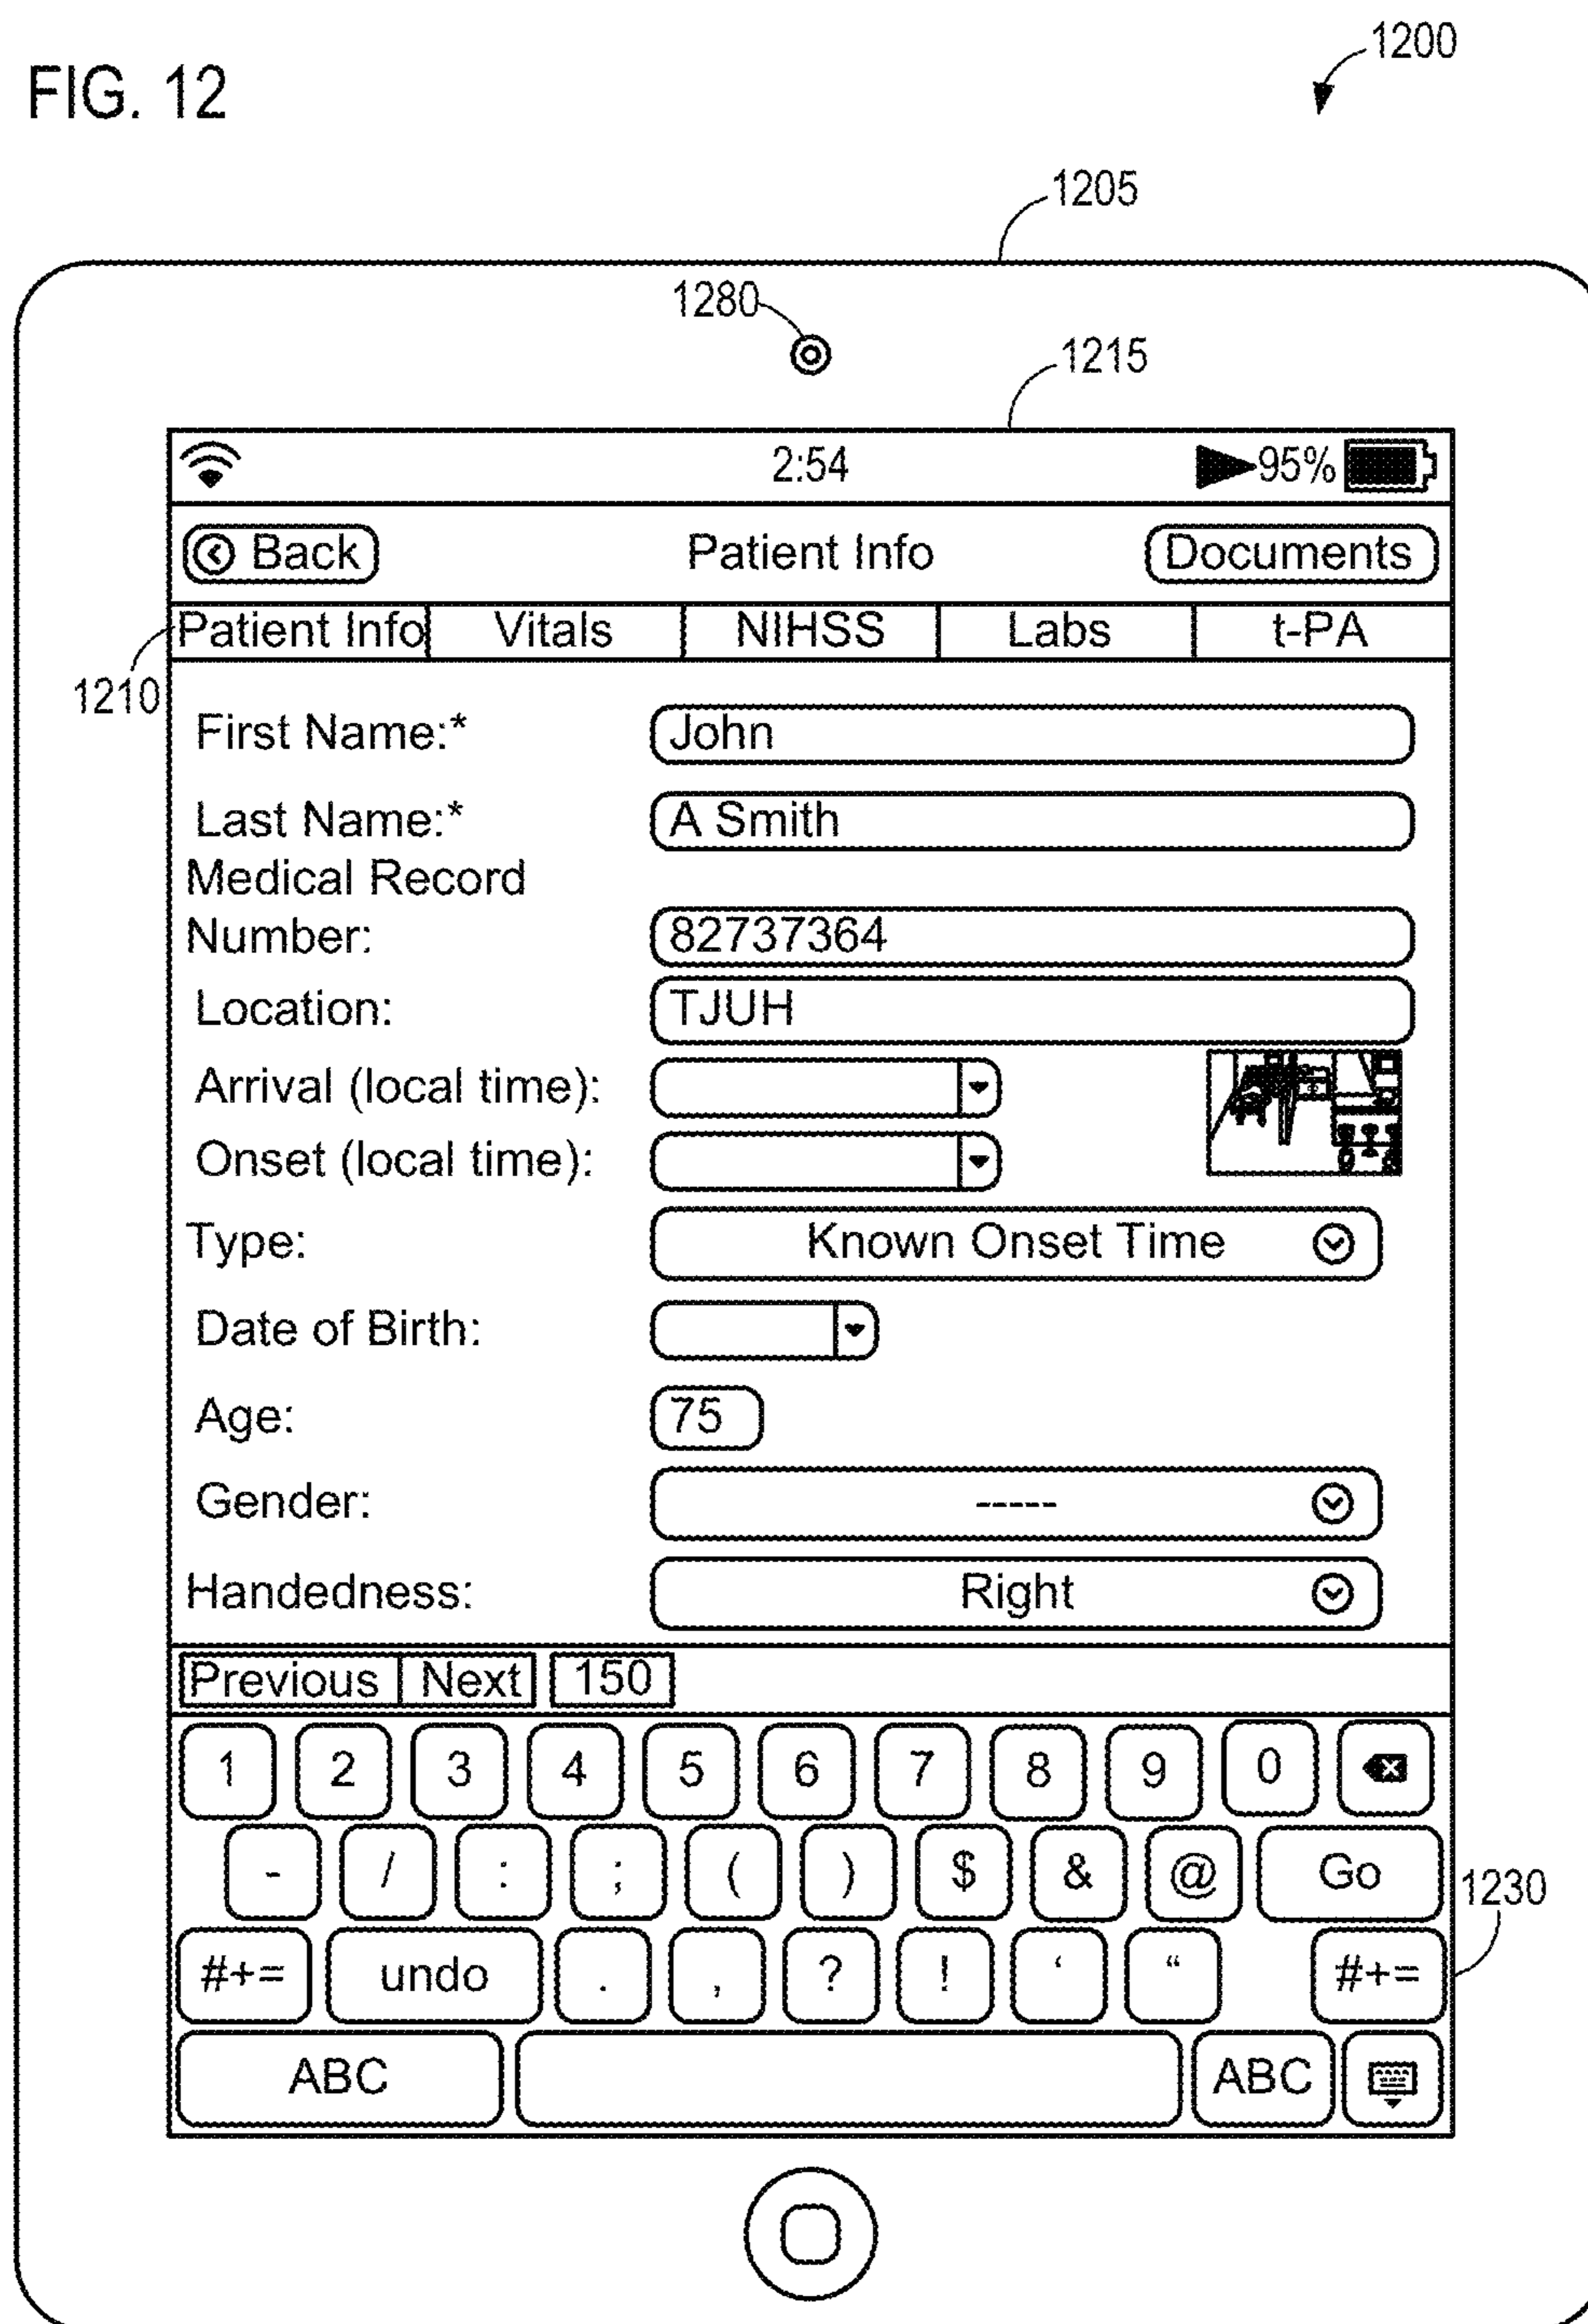 FIG. 12
1200
1205
1280
1215
2:54 95%
Back Patient Info Documents
Patient Info Vitals NIHSS Labs t-PA
1210
First Name:* John
Last Name:* A Smith
Medical Record
Number: 82737364
Location: TJUH
Arrival (local time):
Onset (local time):
Type: Known Onset Time
Date of Birth:
Age: 75
Gender: -----
Handedness: Right
Previous Next 150
1 2 3 4 5 6 7 8 9 0
- / : ; ( ) $ & @ Go
1230
#+= undo . , ? ! ‘ “ #+=
ABC ABC